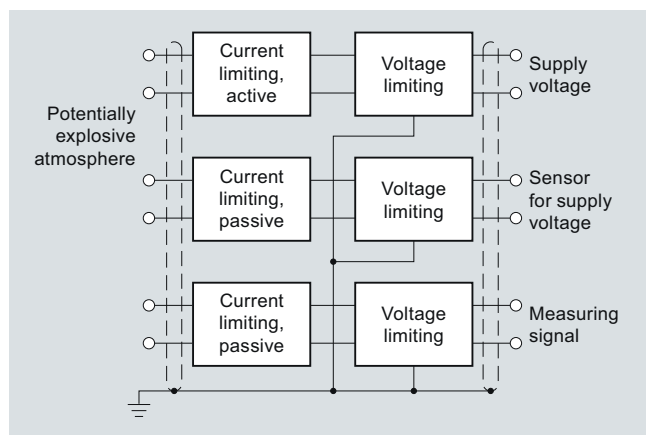 Current
limiting,
active
Voltage
limiting
Supply
voltage
Potentially
explosive
atmosphere
Current
limiting,
passive
Voltage
limiting
Sensor
for supply
voltage
Current
limiting,
passive
Voltage
limiting
Measuring
signal